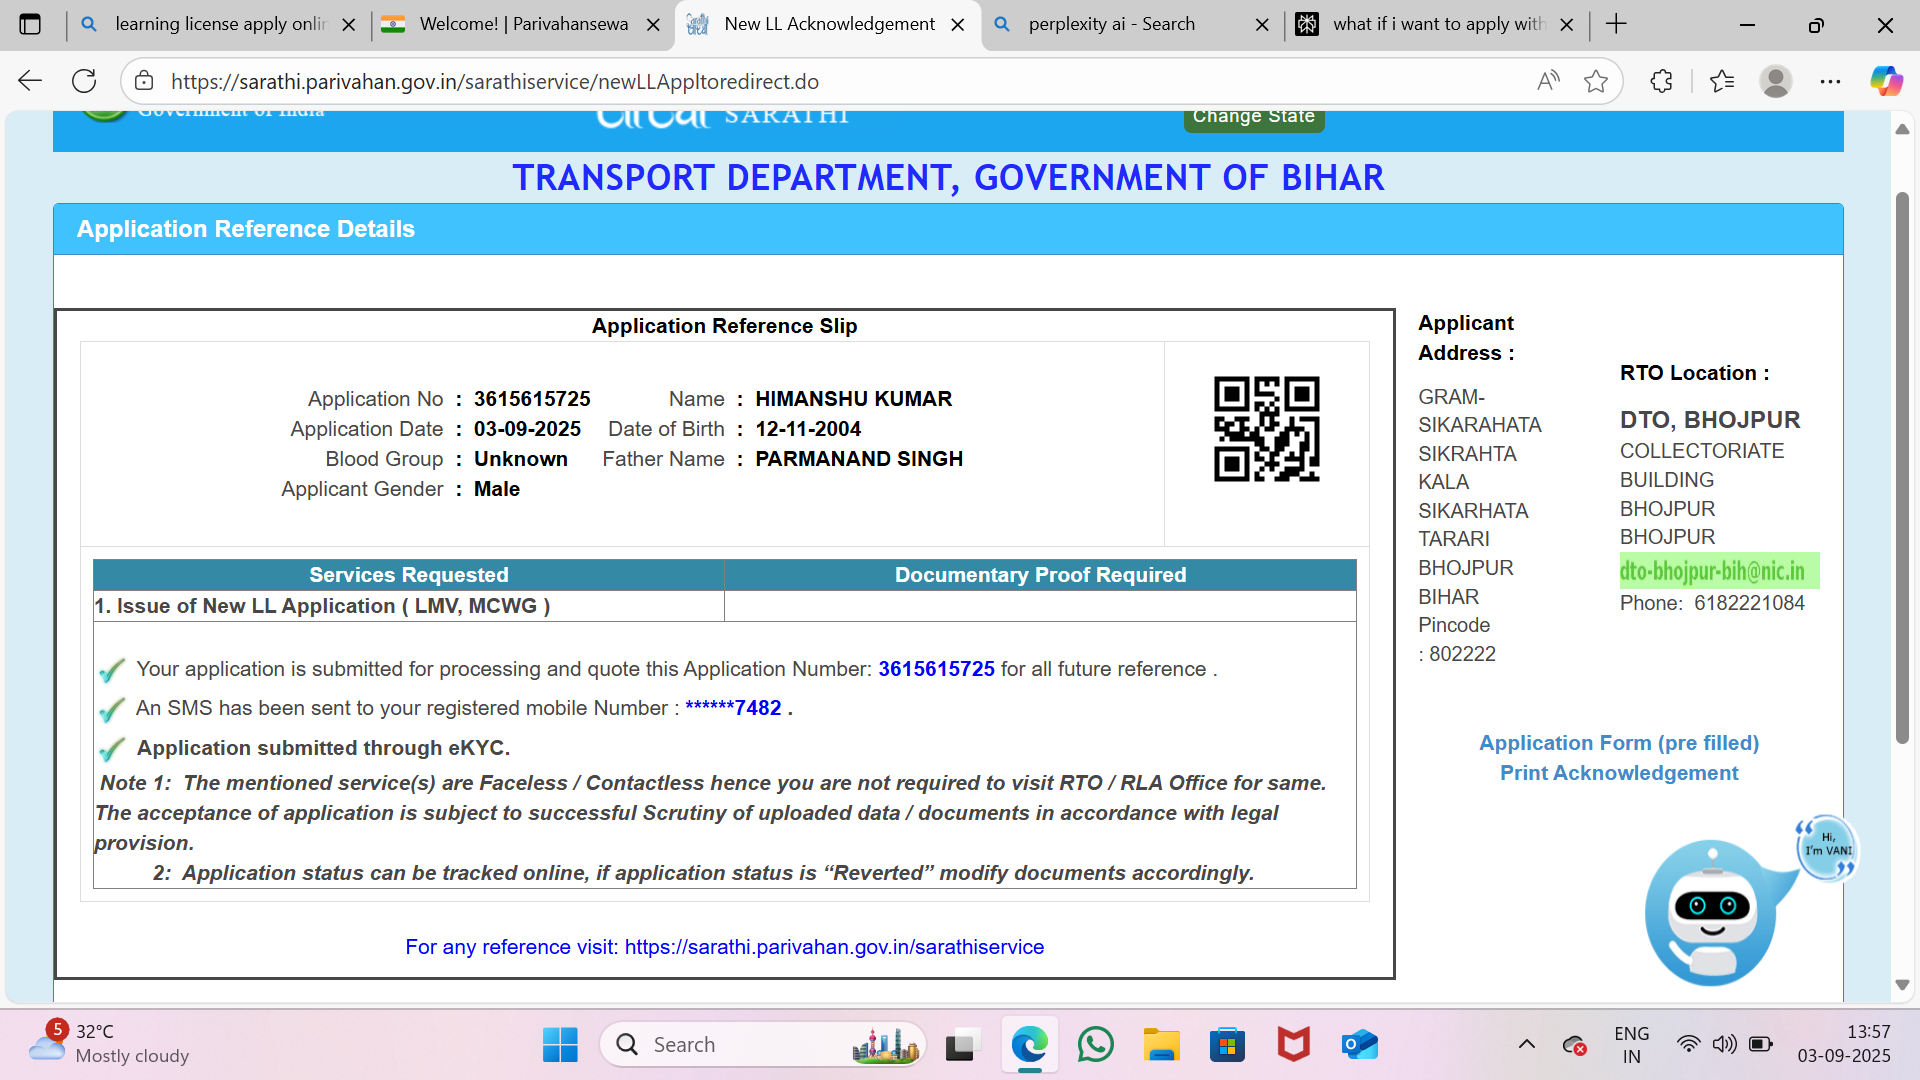 learning license apply onlin
Welcome! | Parivahansewa
New LL Acknowledgement
perplexity ai - Search
what if i want to apply with
https://sarathi.parivahan.gov.in/sarathiservice/newLLAppltoredirect.do
Government of India
SARATHI
Change State
TRANSPORT DEPARTMENT, GOVERNMENT OF BIHAR
Application Reference Details
Application Reference Slip
Application No : 3615615725 Name : HIMANSHU KUMAR
Application Date : 03-09-2025 Date of Birth : 12-11-2004
Blood Group : Unknown Father Name : PARMANAND SINGH
Applicant Gender : Male
Services Requested Documentary Proof Required
1. Issue of New LL Application ( LMV, MCWG )
Your application is submitted for processing and quote this Application Number: 3615615725 for all future reference .
An SMS has been sent to your registered mobile Number : ******7482 .
Application submitted through eKYC.
Note 1: The mentioned service(s) are Faceless / Contactless hence you are not required to visit RTO / RLA Office for same.
The acceptance of application is subject to successful Scrutiny of uploaded data / documents in accordance with legal
provision.
2: Application status can be tracked online, if application status is “Reverted” modify documents accordingly.
For any reference visit: https://sarathi.parivahan.gov.in/sarathiservice
Applicant
Address :
GRAM-
SIKARAHATA
SIKRAHTA
KALA
SIKARHATA
TARARI
BHOJPUR
BIHAR
Pincode
: 802222
RTO Location :
DTO, BHOJPUR
COLLECTORIATE
BUILDING
BHOJPUR
BHOJPUR
dto-bhojpur-bih@nic.in
Phone: 6182221084
Application Form (pre filled)
Print Acknowledgement
Hi,
I'm VANI
5
32°C
Mostly cloudy
Search
ENG
IN
13:57
03-09-2025